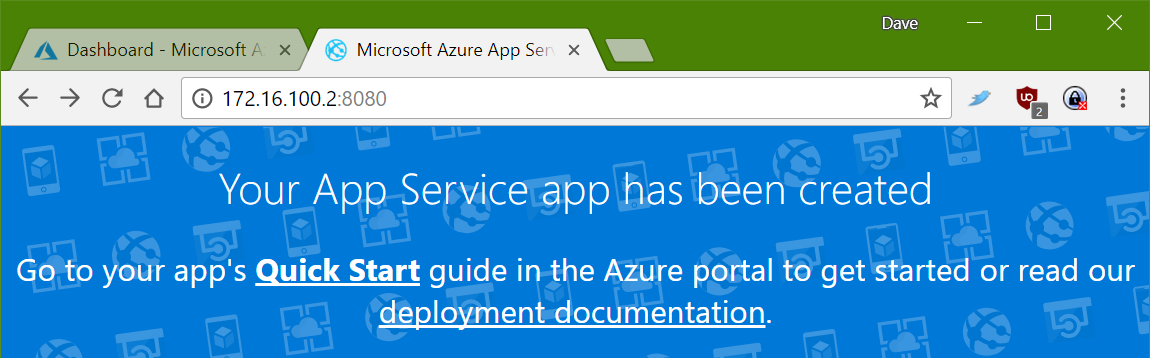 Dave
Dashboard - Microsoft A
Microsoft Azure App Ser
172.16.100.2:8080
2
Your App Service app has been created
Go to your app's Quick Start guide in the Azure portal to get started or read our
deployment documentation.